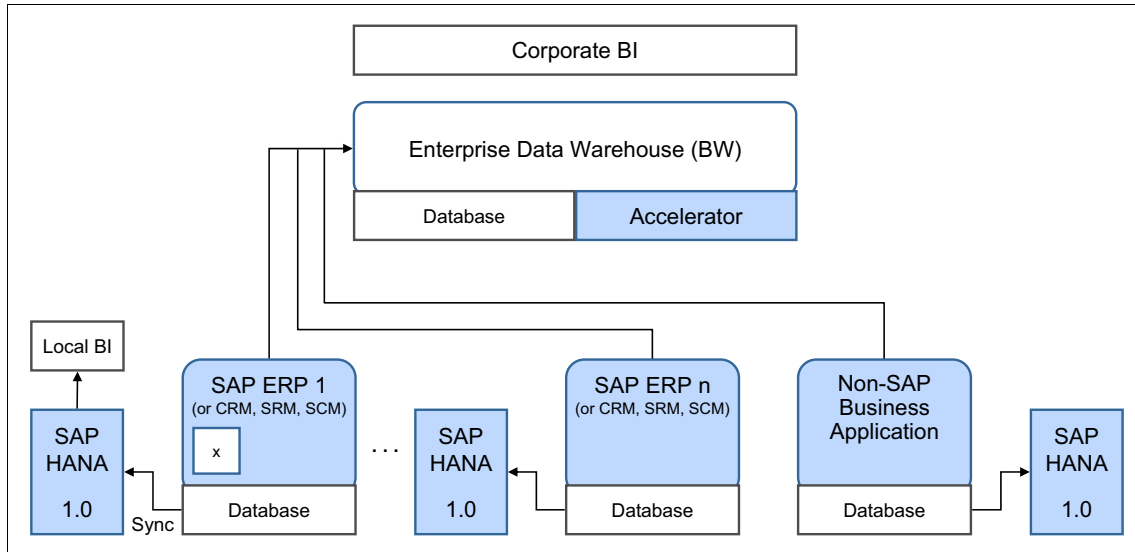 Corporate BI
Enterprise Data Warehouse (BW)
Database
Accelerator
Local BI
SAP ERP 1
(or CRM, SRM, SCM)
x
SAP
HANA
1.0
Sync
Database
...
SAP
HANA
1.0
SAP ERP n
(or CRM, SRM, SCM)
Database
Non-SAP
Business
Application
Database
SAP
HANA
1.0